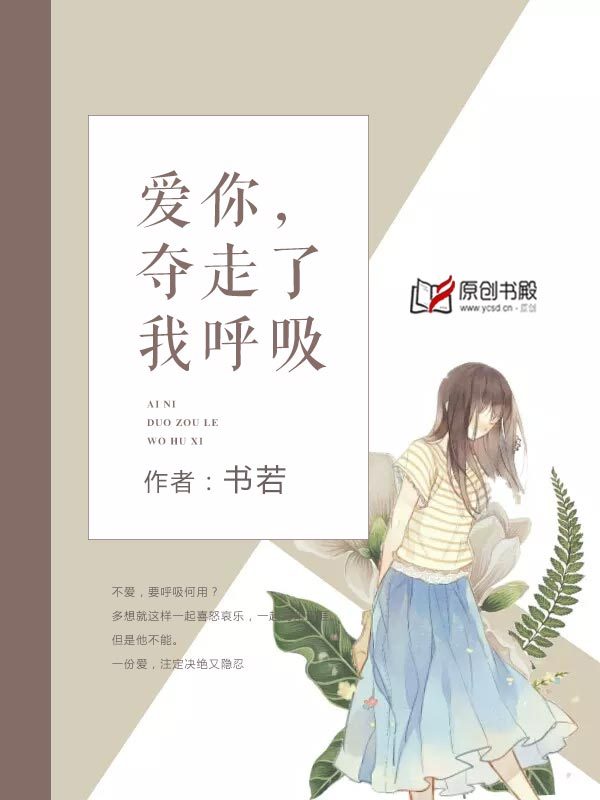 爱你，
夺走了
我呼吸
AI NI
DUO ZOU LE
WO HU XI
作者：书若
原创书殿
www.ycsd.cn - 原创
不爱，要呼吸何用？
多想就这样一起喜怒哀乐，一起
但是他不能。
一份爱，注定决绝又隐忍